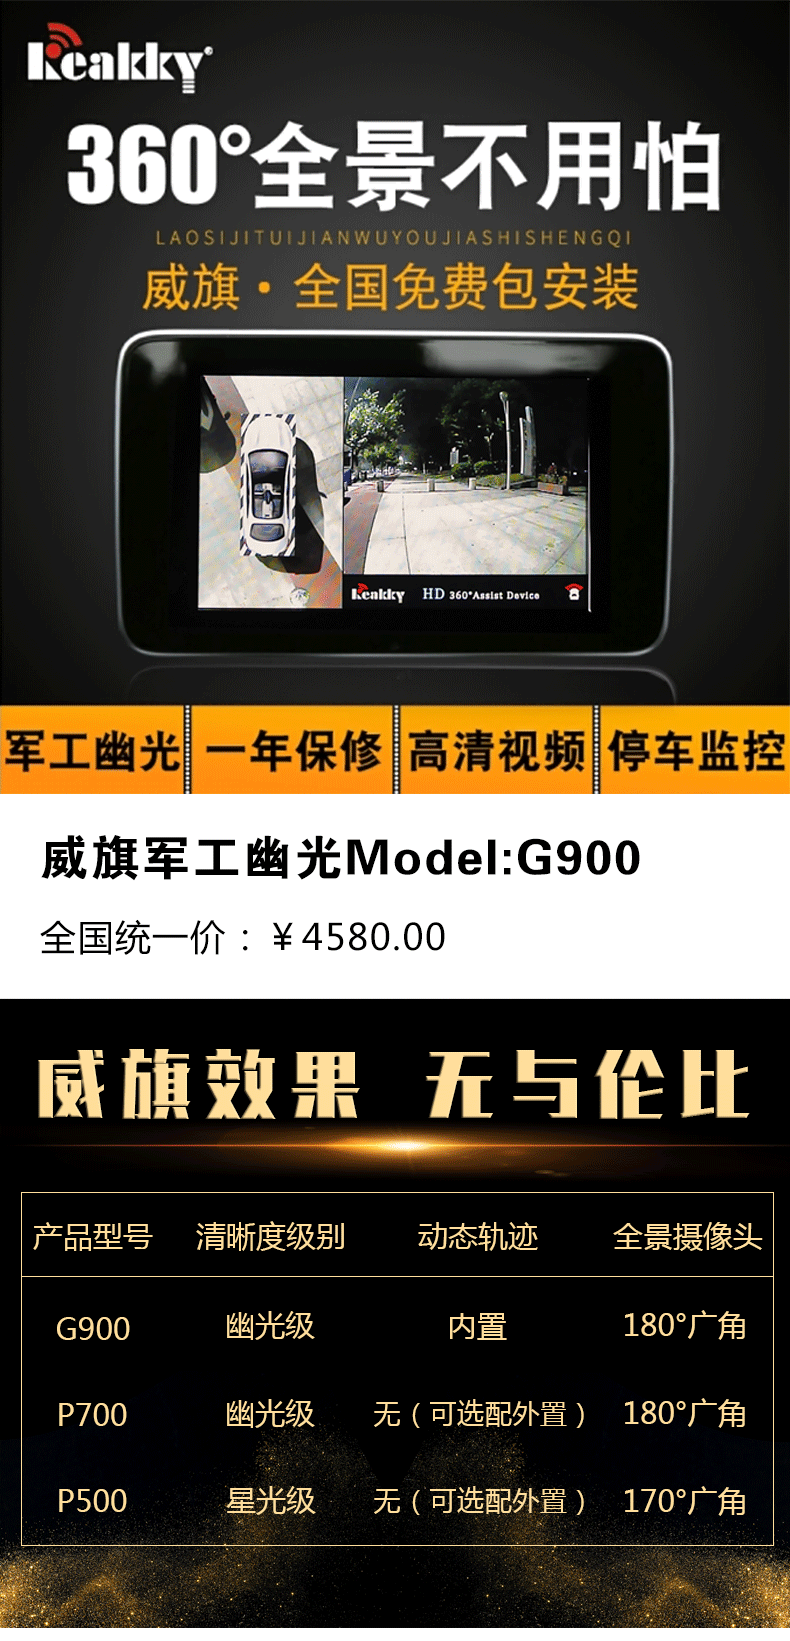 Keakky
360°全景不用怕
LAOSIJITUIJIANWUYOUJIASHISHENGQI
威旗·全国免费包安装
Keakky HD 360°Assist Device
军工幽光 一年保修 高清视频 停车监控
威旗军工幽光Model:G900
全国统一价：￥4580.00
威旗效果 无与伦比
产品型号 清晰度级别 动态轨迹 全景摄像头
G900 幽光级 内置 180°广角
P700 幽光级 无（可选配外置） 180°广角
P500 星光级 无（可选配外置） 170°广角